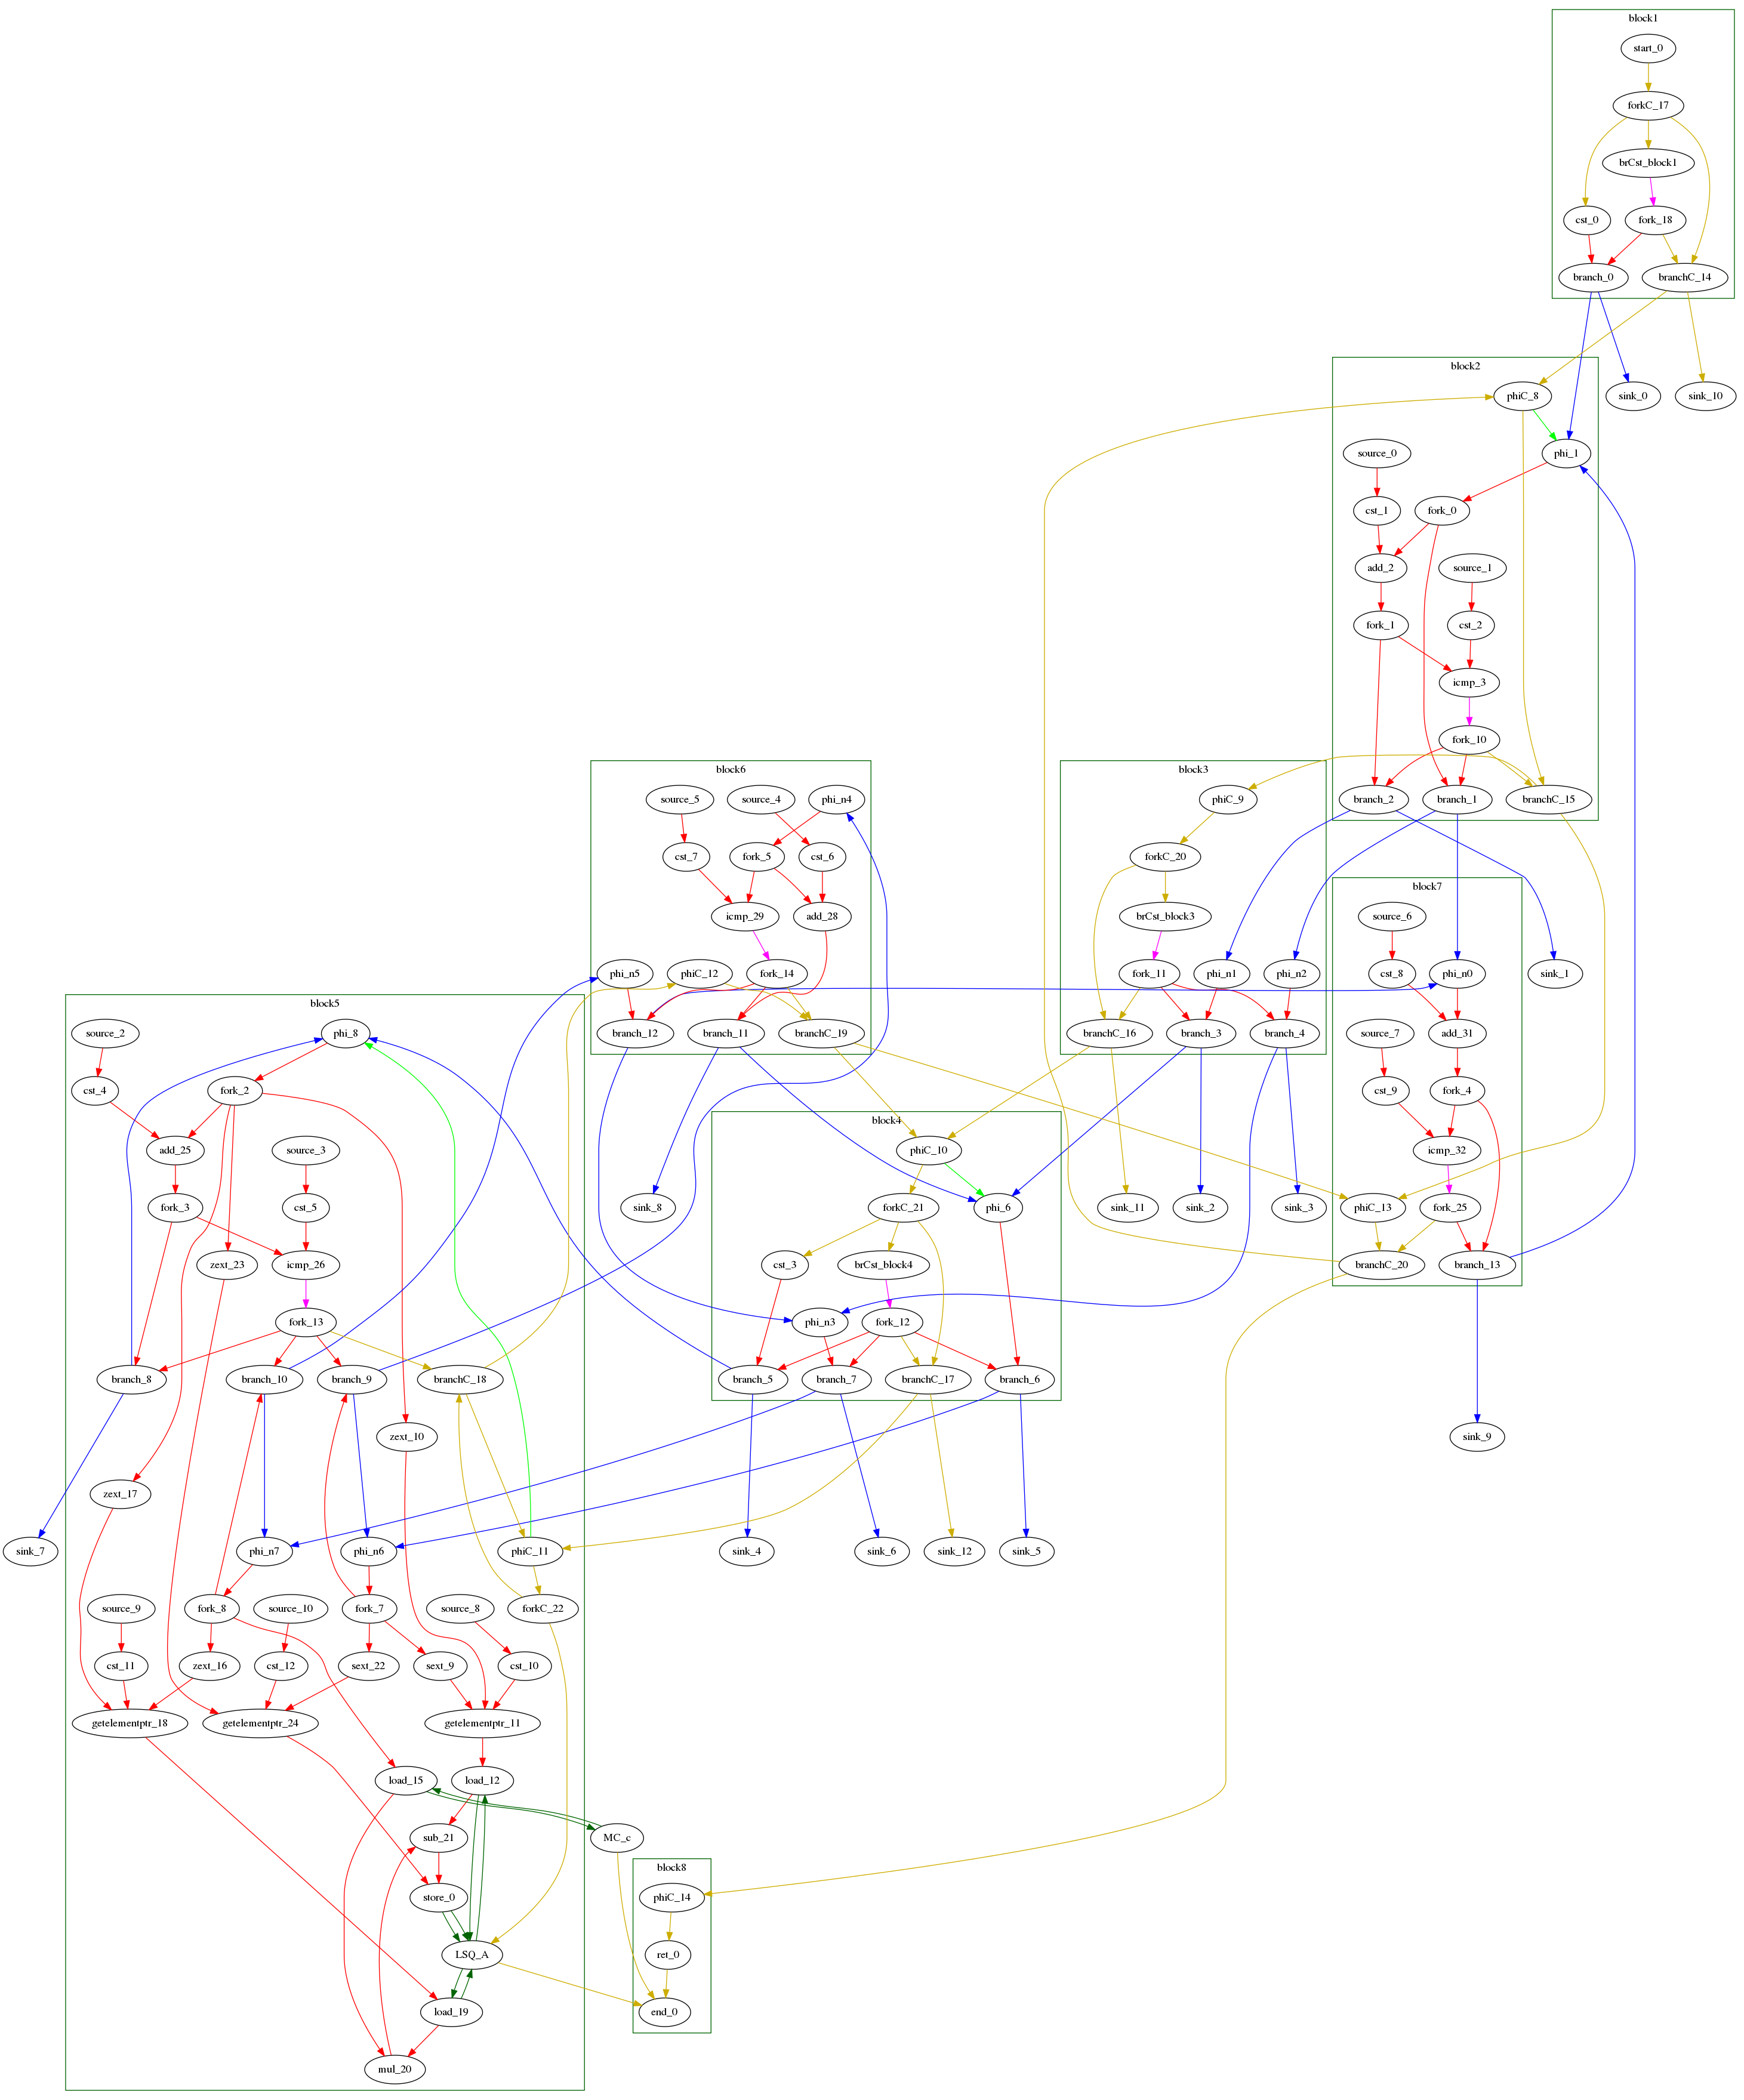 block1
start_0
forkC_17
brCst_block1
cst_0
fork_18
branch_0
branchC_14
block2
phiC_8
sink_0
sink_10
source_0
phi_1
cst_1
fork_0
add_2
source_1
fork_1
cst_2
icmp_3
fork_10
branch_2
branch_1
branchC_15
block6
source_5
source_4
phi_n4
cst_7
fork_5
cst_6
icmp_29
add_28
phi_n5
phiC_12
fork_14
branch_12
branch_11
branchC_19
block3
phiC_9
forkC_20
brCst_block3
fork_11
phi_n1
phi_n2
branchC_16
branch_3
branch_4
block7
source_6
cst_8
phi_n0
sink_1
source_7
add_31
cst_9
fork_4
icmp_32
phiC_13
fork_25
branchC_20
branch_13
block5
source_2
phi_8
cst_4
fork_2
add_25
source_3
fork_3
cst_5
zext_23
icmp_26
fork_13
branch_8
branch_10
branch_9
branchC_18
zext_10
zext_17
phi_n7
phi_n6
phiC_11
source_9
fork_8
source_10
fork_7
source_8
forkC_22
cst_11
zext_16
cst_12
sext_22
sext_9
cst_10
getelementptr_18
getelementptr_24
getelementptr_11
load_15
load_12
sub_21
store_0
LSQ_A
load_19
mul_20
block4
phiC_10
forkC_21
phi_6
cst_3
brCst_block4
phi_n3
fork_12
branch_5
branch_7
branchC_17
branch_6
sink_8
sink_11
sink_2
sink_3
sink_9
sink_7
sink_4
sink_6
sink_12
sink_5
MC_c
block8
phiC_14
ret_0
end_0